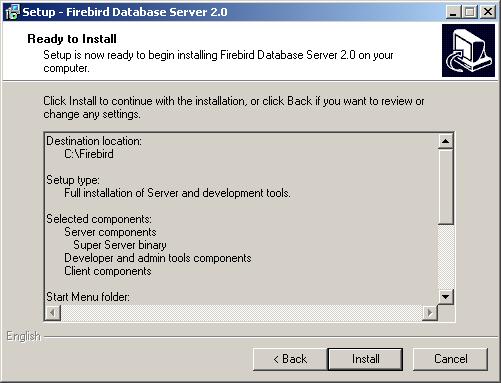 Setup - Firebird Database Server 2.0
Ready to Install
Setup is now ready to begin installing Firebird Database Server 2.0 on your
computer.
Click Install to continue with the installation, or click Back if you want to review or
change any settings.
Destination location:
C:\Firebird
Setup type:
Full installation of Server and development tools.
Selected components:
Server components
Super Server binary
Developer and admin tools components
Client components
Start Menu folder:
English
< Back
Install
Cancel